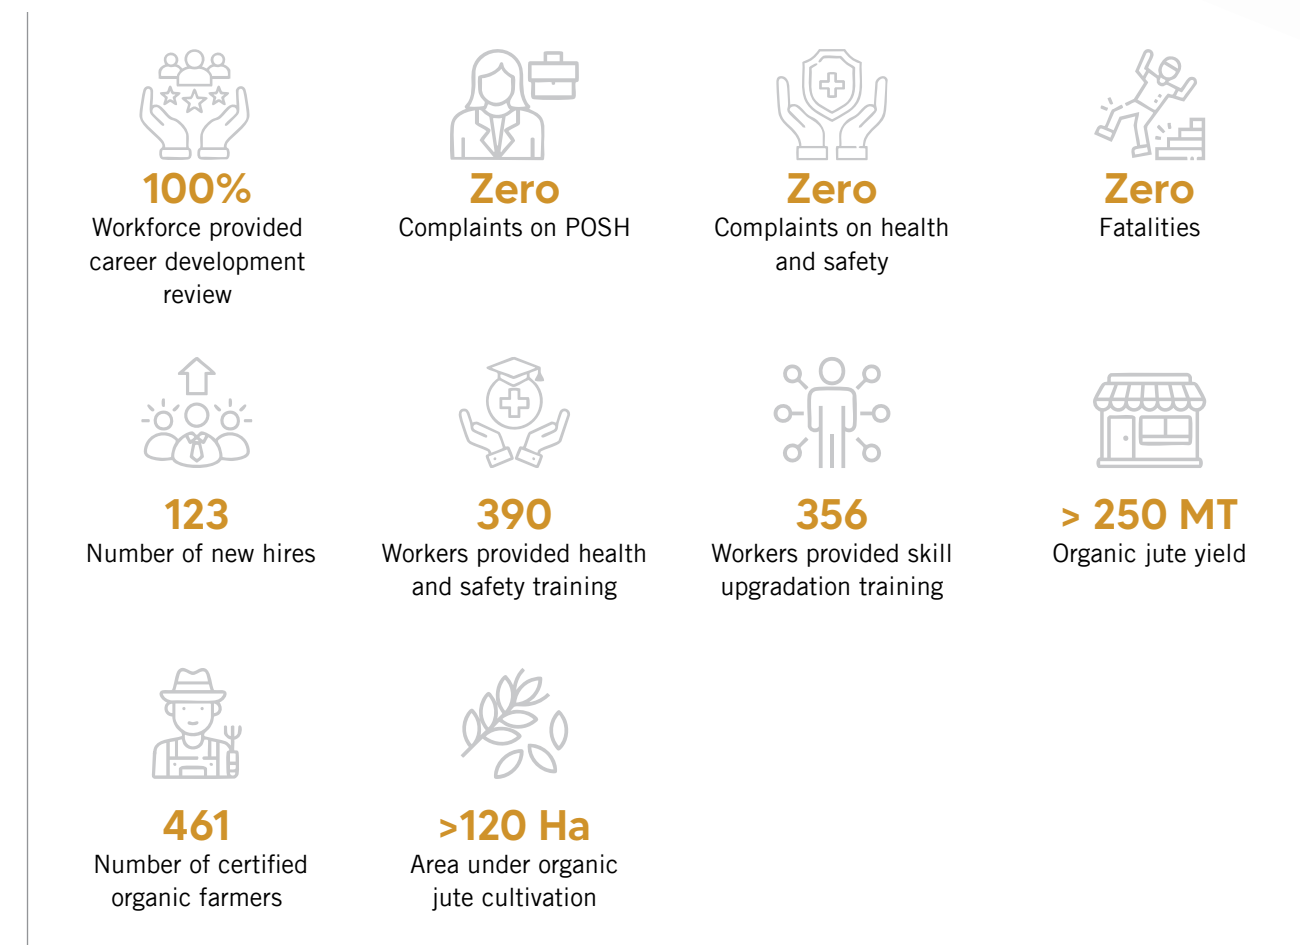 100%
Workforce provided
career development
review
Zero
Complaints on POSH
Zero
Complaints on health
and safety
Zero
Fatalities
123
Number of new hires
390
Workers provided health
and safety training
356
Workers provided skill
upgradation training
> 250 MT
Organic jute yield
461
Number of certified
organic farmers
>120 Ha
Area under organic
jute cultivation